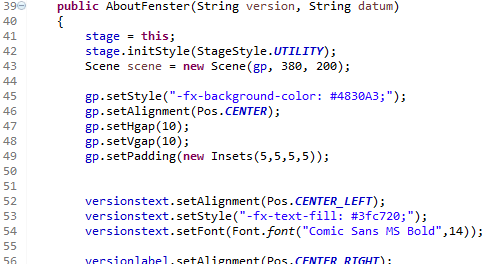 39 public AboutFenster(String version, String datum)
40 {
41 stage = this;
42 stage.initStyle(StageStyle.UTILITY);
43 Scene scene = new Scene(gp, 380, 200);
44
45 gp.setStyle("-fx-background-color: #4830A3;");
46 gp.setAlignment(Pos.CENTER);
47 gp.setHgap(10);
48 gp.setVgap(10);
49 gp.setPadding(new Insets(5,5,5,5));
50
51
52 versionstext.setAlignment(Pos.CENTER_LEFT);
53 versionstext.setStyle("-fx-text-fill: #3fc720;");
54 versionstext.setFont(Font.font("Comic Sans MS Bold",14));
55
56 versionlabel.setAlignment(Pos.CENTER_RIGHT);